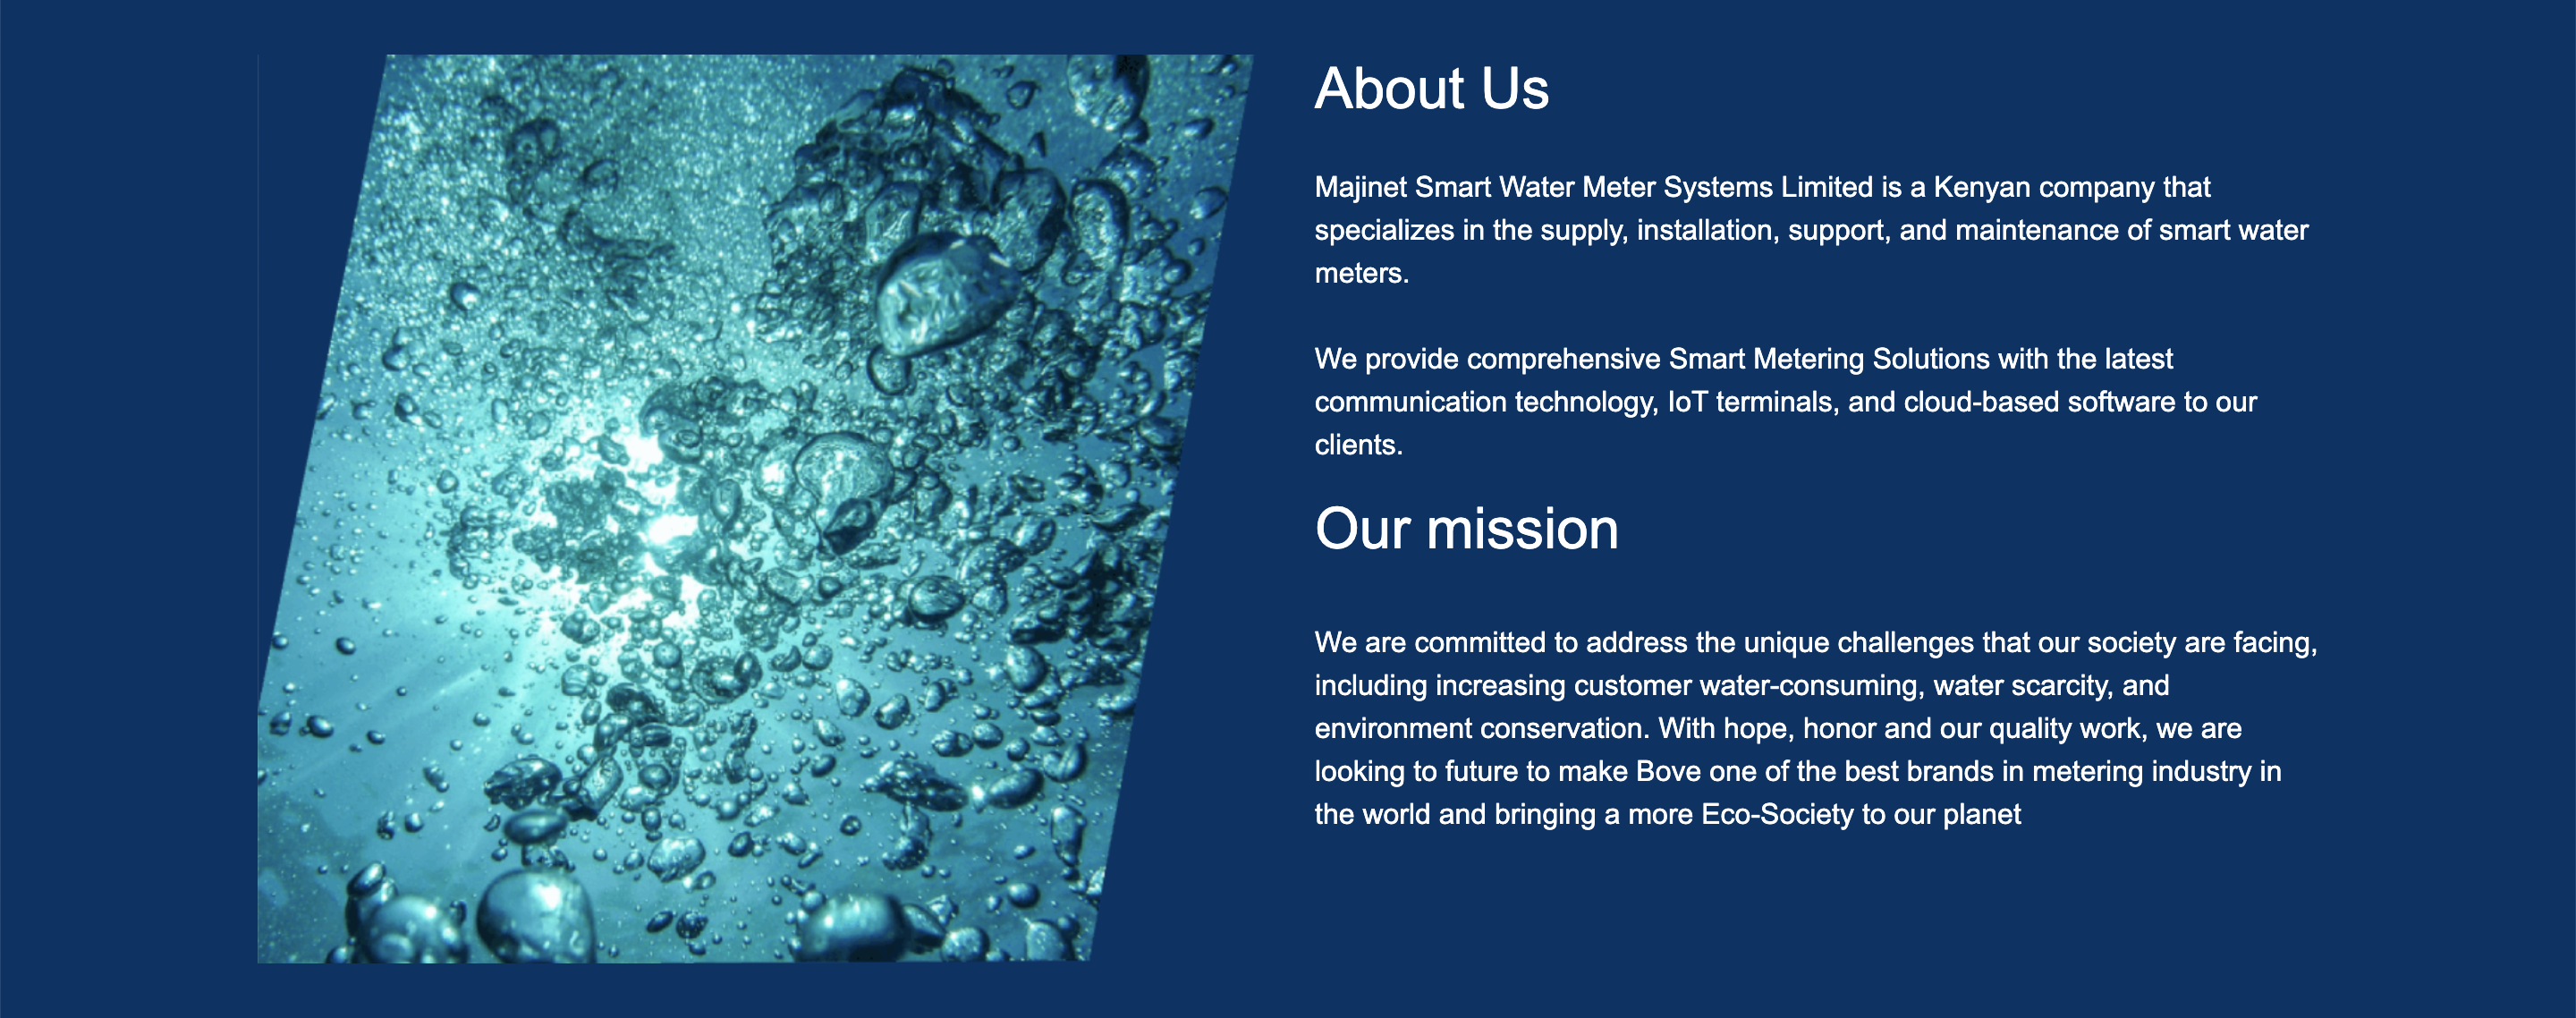 About Us
Majinet Smart Water Meter Systems Limited is a Kenyan company that
specializes in the supply, installation, support, and maintenance of smart water
meters.
We provide comprehensive Smart Metering Solutions with the latest
communication technology, IoT terminals, and cloud-based software to our
clients.
Our mission
We are committed to address the unique challenges that our society are facing,
including increasing customer water-consuming, water scarcity, and
environment conservation. With hope, honor and our quality work, we are
looking to future to make Bove one of the best brands in metering industry in
the world and bringing a more Eco-Society to our planet